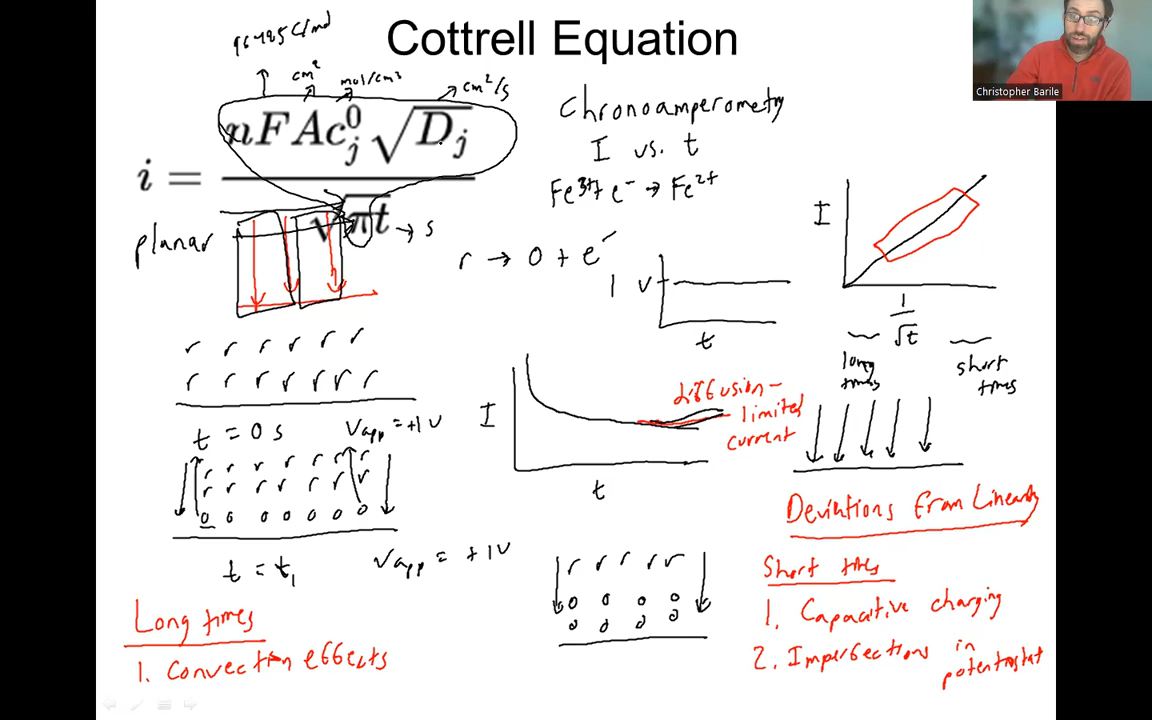 Cottrell Equation
Christopher Barile
96485 C/mol
cm²
mol/cm³
cm²/s
i = nFAc⁰ⱼ√Dⱼ / √πt
→ s
planar
Chronoamperometry
I vs. t
Fe³⁺ + e⁻ → Fe²⁺
r → O + e⁻
1 V
t
I
1/√t
long times
short times
r r r r r r
r r r r r r r
t = 0 s
Vapp = +1 V
r r r r r r r
r r r r r r r
o o o o o o o
t = t₁
Vapp = +1 V
I
t
diffusion-
limited
current
r r r r r
o o o o
o o o o
Deviations from Linearity
Short times
1. Capacitive charging
2. Imperfections in
potentiostat
Long times
1. Convection effects